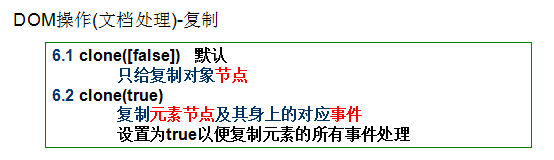 DOM操作(文档处理)-复制
6.1 clone([false]) 默认
只给复制对象节点
6.2 clone(true)
复制元素节点及其身上的对应事件
设置为true以便复制元素的所有事件处理